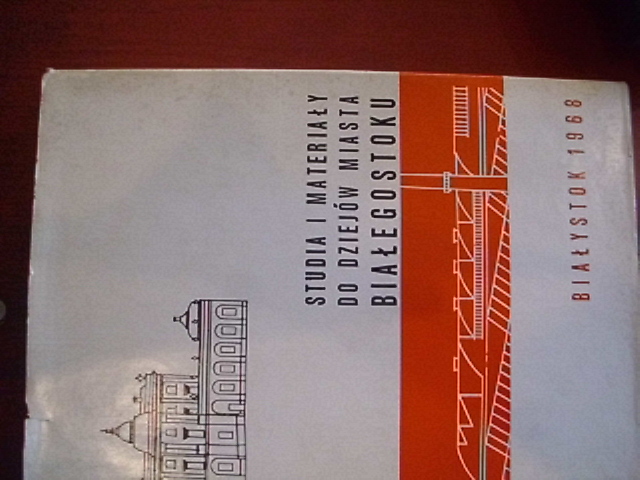 STUDIA I MATERIAŁY
DO DZIEJÓW MIASTA
BIAŁEGOSTOKU
BIAŁYSTOK 1968